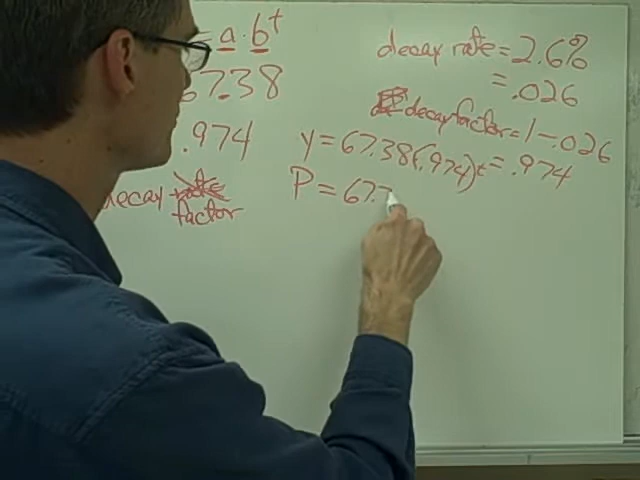 = a·b^t
67.38
.974
decay rate factor
decay rate = 2.6%
= .026
decay factor = 1-.026
= .974
y = 67.38(.974)^t
P = 67.